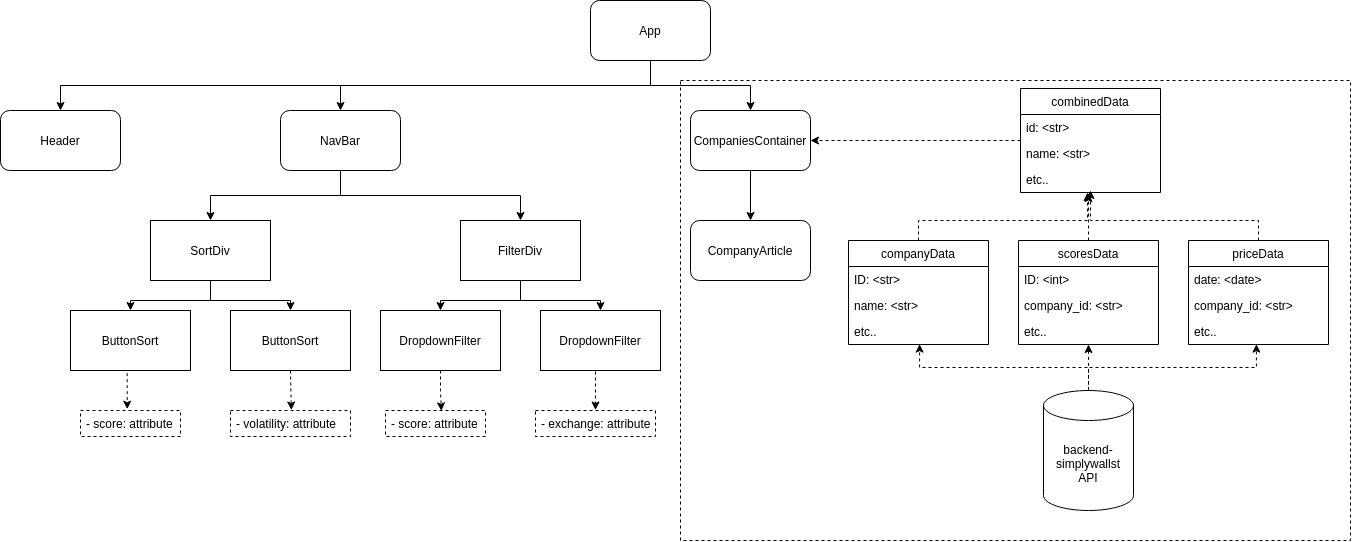 App
Header
NavBar
CompaniesContainer
combinedData
id: <str>
name: <str>
etc..
SortDiv
FilterDiv
CompanyArticle
companyData
ID: <str>
name: <str>
etc..
scoresData
ID: <int>
company_id: <str>
etc..
priceData
date: <date>
company_id: <str>
etc..
ButtonSort
ButtonSort
DropdownFilter
DropdownFilter
- score: attribute
- volatility: attribute
- score: attribute
- exchange: attribute
backend-
simplywallst
API